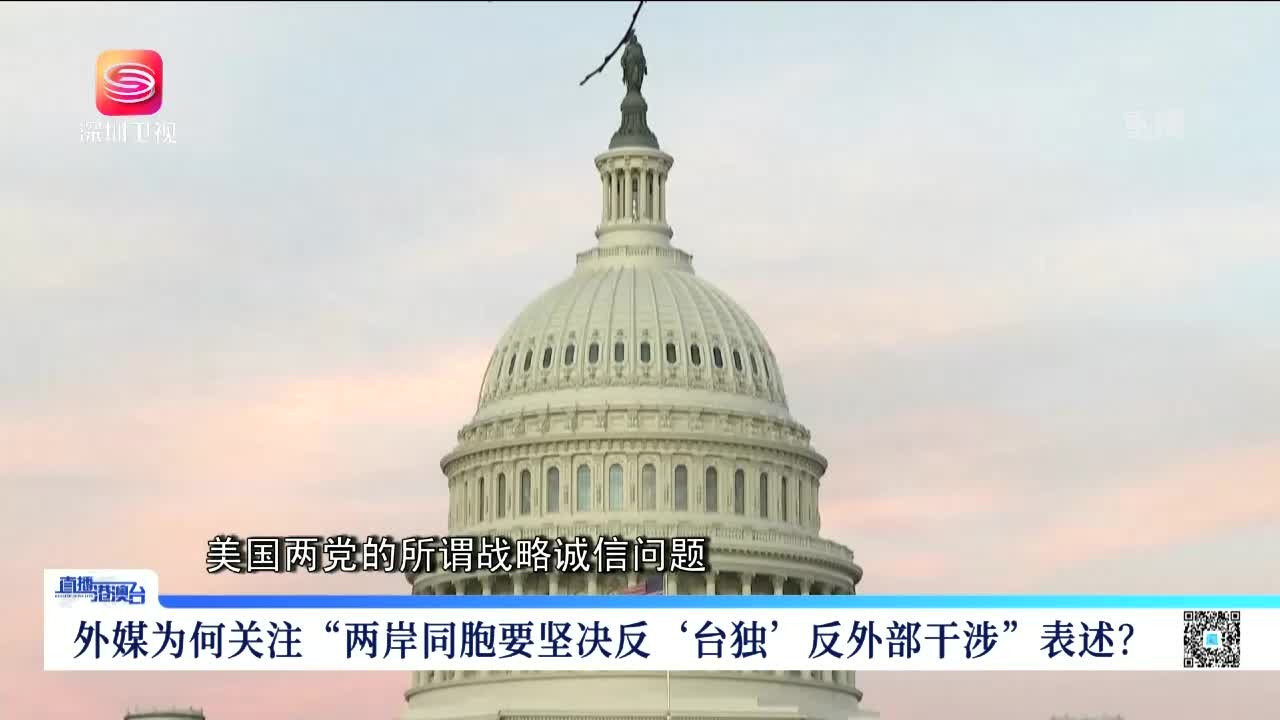 深圳卫视
美国两党的所谓战略诚信问题
直播港澳台
外媒为何关注“两岸同胞要坚决反‘台独’反外部干涉”表述？